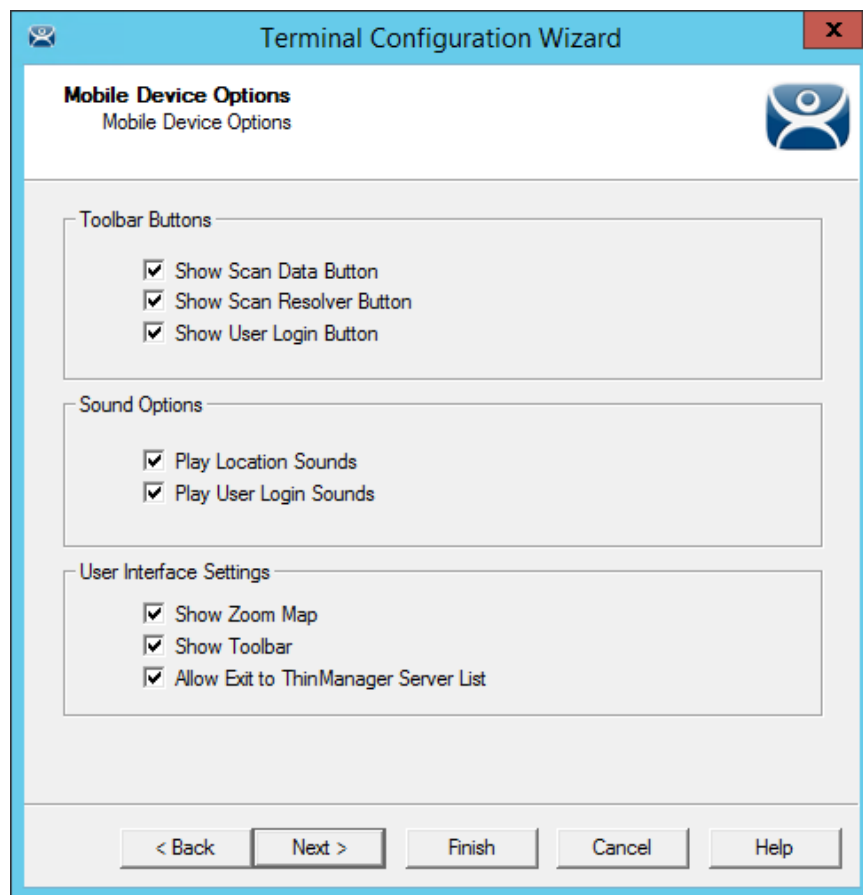 Terminal Configuration Wizard
x
Mobile Device Options
Mobile Device Options
Toolbar Buttons
Show Scan Data Button
Show Scan Resolver Button
Show User Login Button
Sound Options
Play Location Sounds
Play User Login Sounds
User Interface Settings
Show Zoom Map
Show Toolbar
Allow Exit to ThinManager Server List
< Back Next > Finish Cancel Help